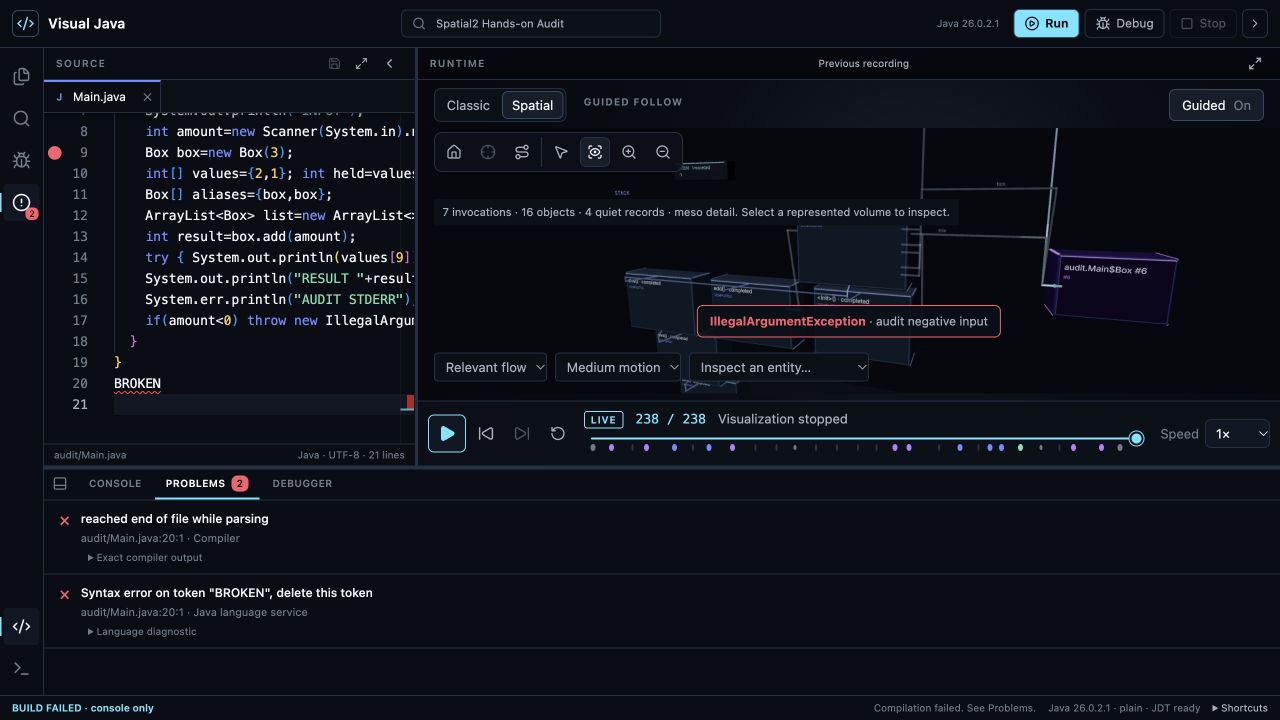 Visual Java
Spatial2 Hands-on Audit
Java 26.0.2.1
Run
Debug
Stop
SOURCE
RUNTIME
Previous recording
J Main.java
Classic
Spatial
GUIDED FOLLOW
Guided On
8 int amount=new Scanner(System.in).
9 Box box=new Box(3);
10 int[] values={2,1}; int held=values
11 Box[] aliases={box,box};
12 ArrayList<Box> list=new ArrayList<
13 int result=box.add(amount);
14 try { System.out.println(values[9]
15 System.out.println("RESULT "+result
16 System.err.println("AUDIT STDERR")
17 if(amount<0) throw new IllegalArgum
18 }
19 }
20 BROKEN
21
STACK
box
7 invocations · 16 objects · 4 quiet records · meso detail. Select a represented volume to inspect.
audit.Main$Box #6
#6
add() · completed
<init>() · completed
IllegalArgumentException · audit negative input
Relevant flow
Medium motion
Inspect an entity...
LIVE
238 / 238
Visualization stopped
Speed
1×
audit/Main.java
Java · UTF-8 · 21 lines
CONSOLE
PROBLEMS 2
DEBUGGER
2
reached end of file while parsing
audit/Main.java:20:1 · Compiler
Exact compiler output
Syntax error on token "BROKEN", delete this token
audit/Main.java:20:1 · Java language service
Language diagnostic
BUILD FAILED · console only
Compilation failed. See Problems.
Java 26.0.2.1 · plain · JDT ready
Shortcuts